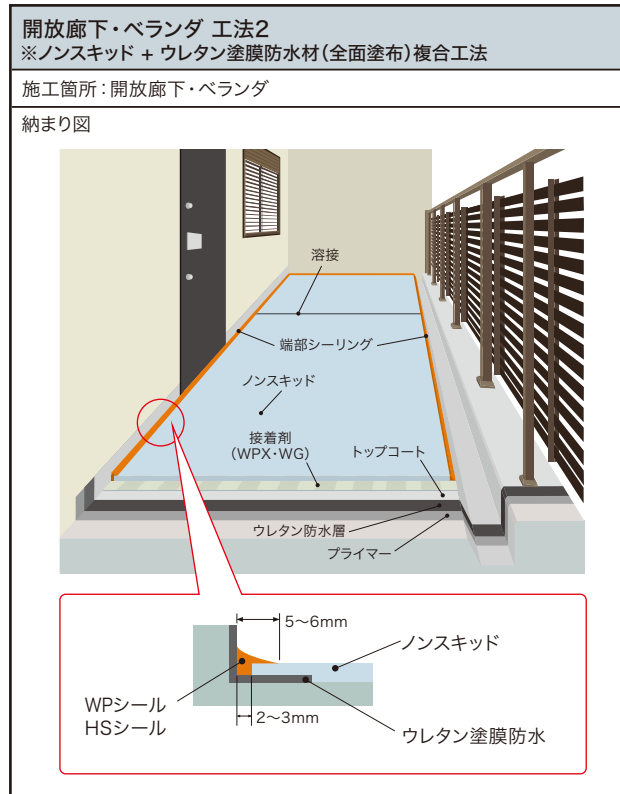 開放廊下・ベランダ 工法2
※ノンスキッド + ウレタン塗膜防水材(全面塗布)複合工法
施工箇所：開放廊下・ベランダ
納まり図
溶接
端部シーリング
ノンスキッド
接着剤
(WPX・WG)
トップコート
ウレタン防水層
プライマー
5〜6mm
ノンスキッド
WPシール
HSシール
2〜3mm
ウレタン塗膜防水